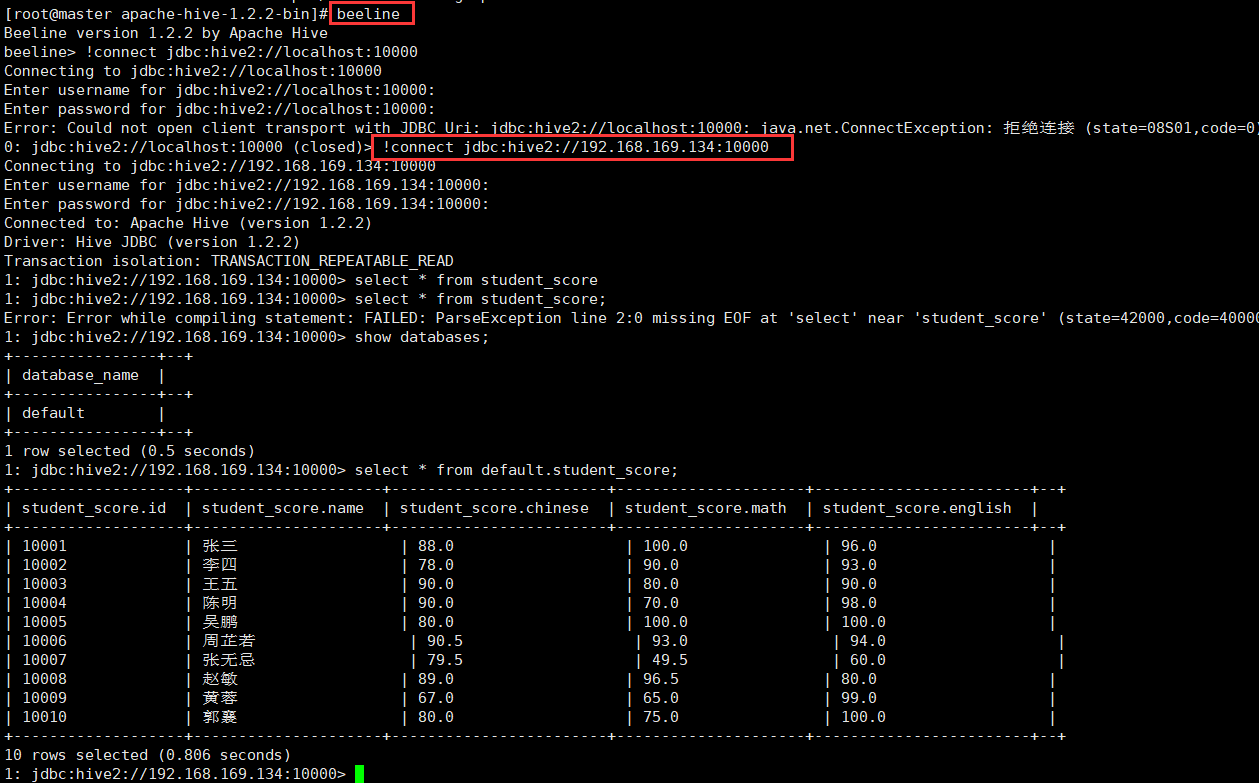 [root@master apache-hive-1.2.2-bin]# beeline
Beeline version 1.2.2 by Apache Hive
beeline> !connect jdbc:hive2://localhost:10000
Connecting to jdbc:hive2://localhost:10000
Enter username for jdbc:hive2://localhost:10000:
Enter password for jdbc:hive2://localhost:10000:
Error: Could not open client transport with JDBC Uri: jdbc:hive2://localhost:10000: java.net.ConnectException: 拒绝连接 (state=08S01,code=0)
0: jdbc:hive2://localhost:10000 (closed)> !connect jdbc:hive2://192.168.169.134:10000
Connecting to jdbc:hive2://192.168.169.134:10000
Enter username for jdbc:hive2://192.168.169.134:10000:
Enter password for jdbc:hive2://192.168.169.134:10000:
Connected to: Apache Hive (version 1.2.2)
Driver: Hive JDBC (version 1.2.2)
Transaction isolation: TRANSACTION_REPEATABLE_READ
1: jdbc:hive2://192.168.169.134:10000> select * from student_score
1: jdbc:hive2://192.168.169.134:10000> select * from student_score;
Error: Error while compiling statement: FAILED: ParseException line 2:0 missing EOF at 'select' near 'student_score' (state=42000,code=40000
1: jdbc:hive2://192.168.169.134:10000> show databases;
+----------------+--+
| database_name  |
+----------------+--+
| default        |
+----------------+--+
1 row selected (0.5 seconds)
1: jdbc:hive2://192.168.169.134:10000> select * from default.student_score;
+-------------------+---------------------+------------------------+---------------------+------------------------+--+
| student_score.id  | student_score.name  | student_score.chinese  | student_score.math  | student_score.english  |
+-------------------+---------------------+------------------------+---------------------+------------------------+--+
| 10001             | 张三                  | 88.0                   | 100.0               | 96.0                   |
| 10002             | 李四                  | 78.0                   | 90.0                | 93.0                   |
| 10003             | 王五                  | 90.0                   | 80.0                | 90.0                   |
| 10004             | 陈明                  | 90.0                   | 70.0                | 98.0                   |
| 10005             | 吴鹏                  | 80.0                   | 100.0               | 100.0                  |
| 10006             | 周芷若                 | 90.5                   | 93.0                | 94.0                   |
| 10007             | 张无忌                 | 79.5                   | 49.5                | 60.0                   |
| 10008             | 赵敏                  | 89.0                   | 96.5                | 80.0                   |
| 10009             | 黄蓉                  | 67.0                   | 65.0                | 99.0                   |
| 10010             | 郭襄                  | 80.0                   | 75.0                | 100.0                  |
+-------------------+---------------------+------------------------+---------------------+------------------------+--+
10 rows selected (0.806 seconds)
1: jdbc:hive2://192.168.169.134:10000>